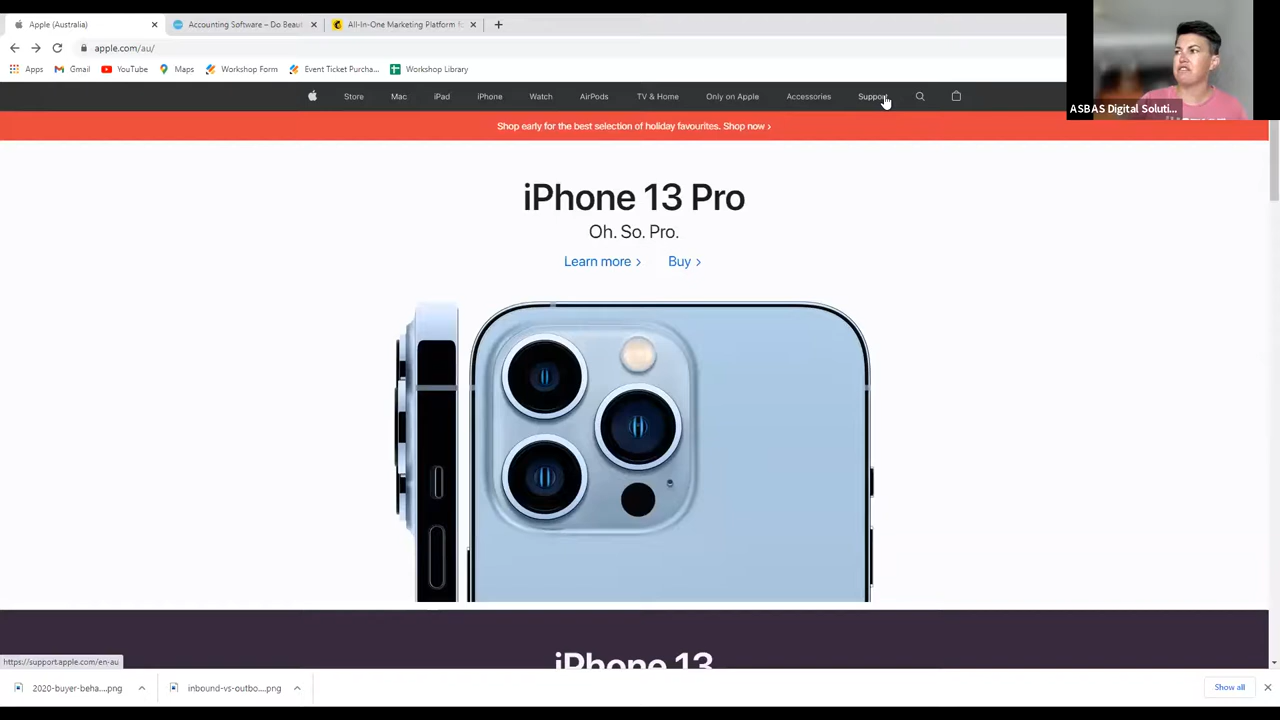 Apple (Australia)
Accounting Software – Do Beau
All-In-One Marketing Platform f
apple.com/au/
Apps
Gmail
YouTube
Maps
Workshop Form
Event Ticket Purcha...
Workshop Library
ASBAS Digital Soluti...
Store
Mac
iPad
iPhone
Watch
AirPods
TV & Home
Only on Apple
Accessories
Support
Shop early for the best selection of holiday favourites. Shop now >
iPhone 13 Pro
Oh. So. Pro.
Learn more >
Buy >
iPhone 13
https://support.apple.com/en-au
2020-buyer-beha....png
inbound-vs-outbo....png
Show all